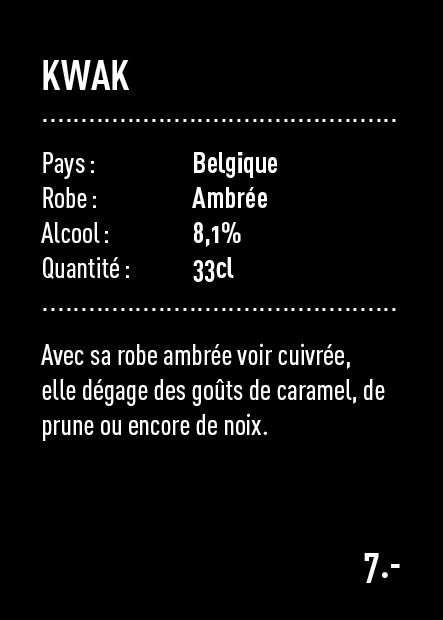 KWAK
Pays : Belgique
Robe : Ambrée
Alcool : 8,1%
Quantité : 33cl
Avec sa robe ambrée voir cuivrée,
elle dégage des goûts de caramel, de
prune ou encore de noix.
7.-